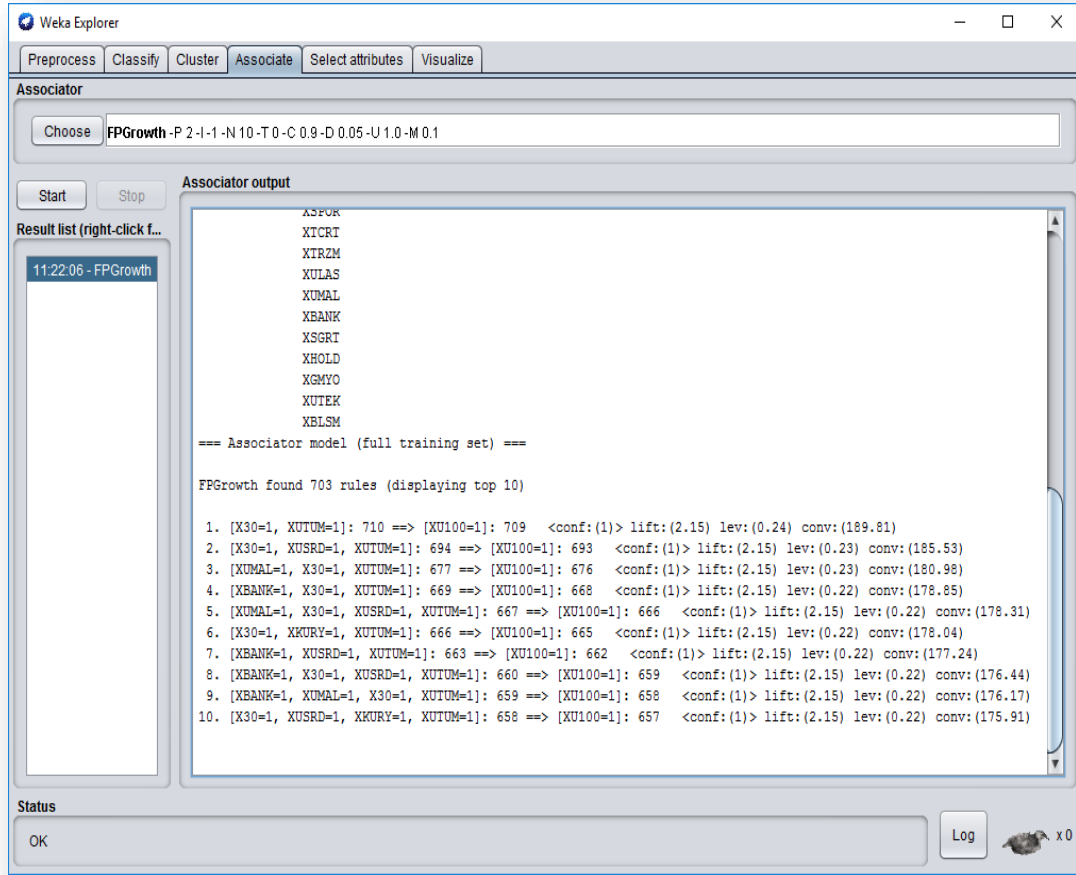 Weka Explorer
Preprocess Classify Cluster Associate Select attributes Visualize
Associator
Choose FPGrowth -P 2 -I -1 -N 10 -T 0 -C 0.9 -D 0.05 -U 1.0 -M 0.1
Start Stop
Result list (right-click f...
11:22:06 - FPGrowth
Associator output
XSPOR
XTCRT
XTRZM
XULAS
XUMAL
XBANK
XSGRT
XHOLD
XGMYO
XUTEK
XBLSM
=== Associator model (full training set) ===
FPGrowth found 703 rules (displaying top 10)
1. [X30=1, XUTUM=1]: 710 ==> [XU100=1]: 709 <conf:(1)> lift:(2.15) lev:(0.24) conv:(189.81)
2. [X30=1, XUSRD=1, XUTUM=1]: 694 ==> [XU100=1]: 693 <conf:(1)> lift:(2.15) lev:(0.23) conv:(185.53)
3. [XUMAL=1, X30=1, XUTUM=1]: 677 ==> [XU100=1]: 676 <conf:(1)> lift:(2.15) lev:(0.23) conv:(180.98)
4. [XBANK=1, X30=1, XUTUM=1]: 669 ==> [XU100=1]: 668 <conf:(1)> lift:(2.15) lev:(0.22) conv:(178.85)
5. [XUMAL=1, X30=1, XUSRD=1, XUTUM=1]: 667 ==> [XU100=1]: 666 <conf:(1)> lift:(2.15) lev:(0.22) conv:(178.31)
6. [X30=1, XKURY=1, XUTUM=1]: 666 ==> [XU100=1]: 665 <conf:(1)> lift:(2.15) lev:(0.22) conv:(178.04)
7. [XBANK=1, XUSRD=1, XUTUM=1]: 663 ==> [XU100=1]: 662 <conf:(1)> lift:(2.15) lev:(0.22) conv:(177.24)
8. [XBANK=1, X30=1, XUSRD=1, XUTUM=1]: 660 ==> [XU100=1]: 659 <conf:(1)> lift:(2.15) lev:(0.22) conv:(176.44)
9. [XBANK=1, XUMAL=1, X30=1, XUTUM=1]: 659 ==> [XU100=1]: 658 <conf:(1)> lift:(2.15) lev:(0.22) conv:(176.17)
10. [X30=1, XUSRD=1, XKURY=1, XUTUM=1]: 658 ==> [XU100=1]: 657 <conf:(1)> lift:(2.15) lev:(0.22) conv:(175.91)
Status
OK
Log
x 0